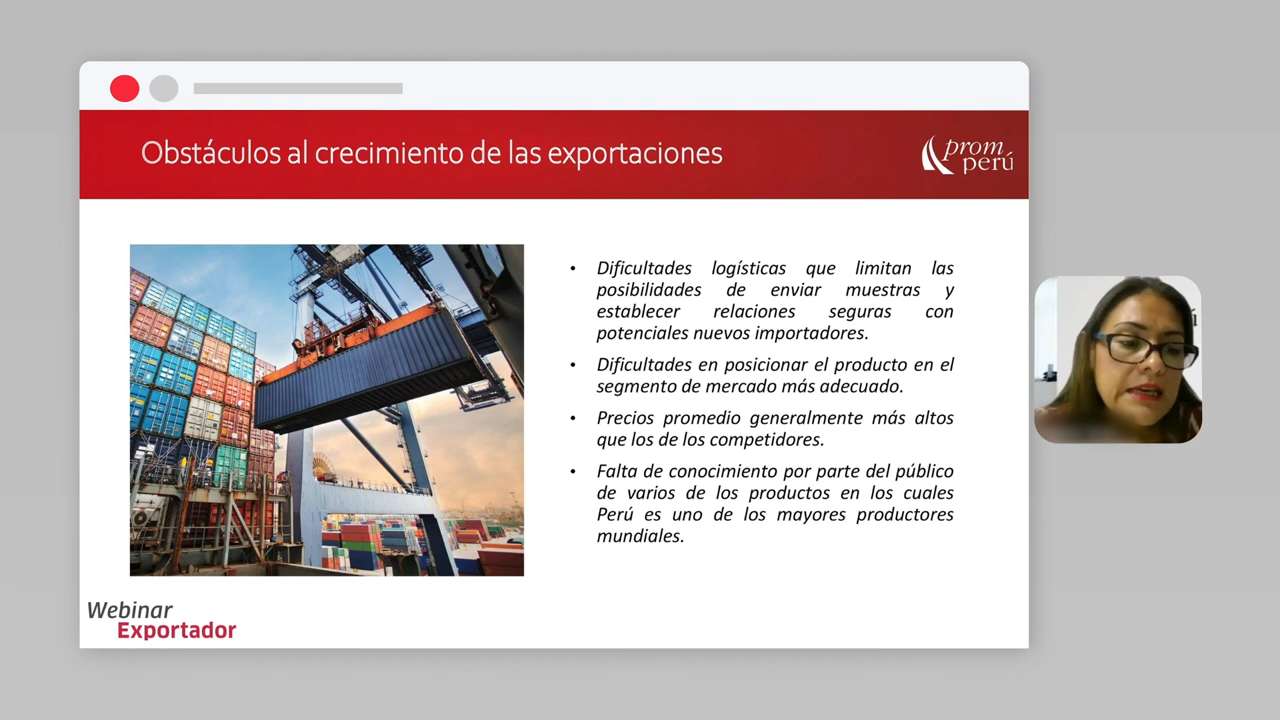 Obstáculos al crecimiento de las exportaciones
prom
perú
• Dificultades logísticas que limitan las
posibilidades de enviar muestras y
establecer relaciones seguras con
potenciales nuevos importadores.
• Dificultades en posicionar el producto en el
segmento de mercado más adecuado.
• Precios promedio generalmente más altos
que los de los competidores.
• Falta de conocimiento por parte del público
de varios de los productos en los cuales
Perú es uno de los mayores productores
mundiales.
Webinar
Exportador